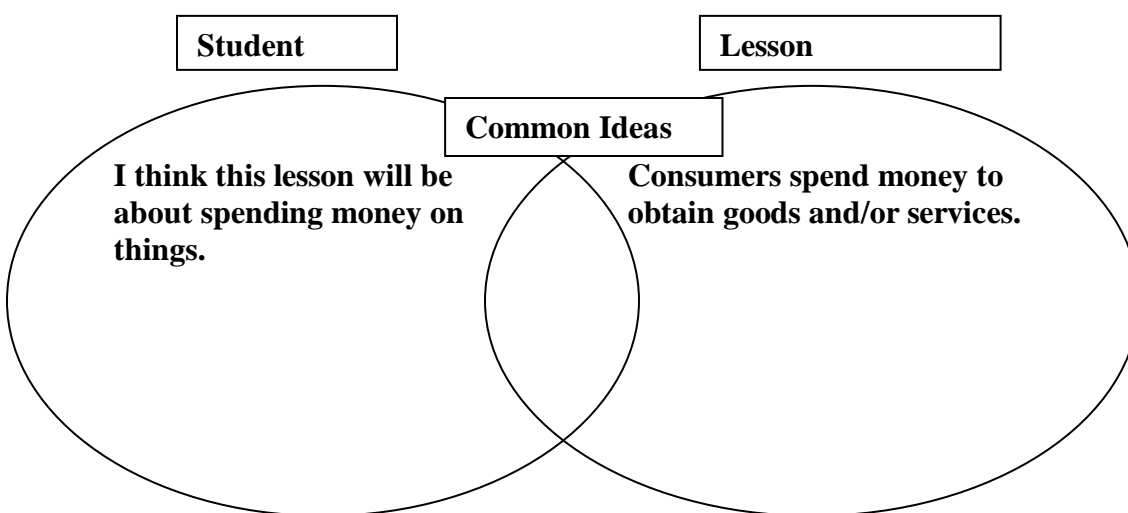 Student
Lesson
Common Ideas
I think this lesson will be
about spending money on
things.
Consumers spend money to
obtain goods and/or services.